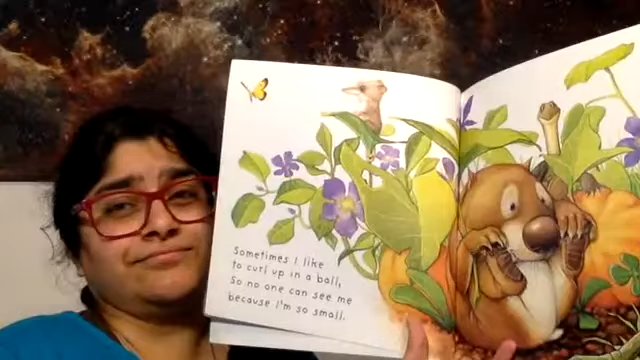 Sometimes I like
to curl up in a ball,
So no one can see me
because I'm so small.